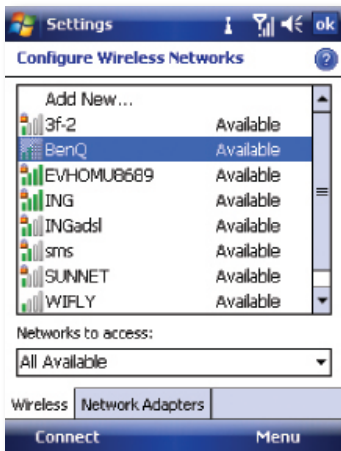 Settings ok
Configure Wireless Networks ?
Add New...
3f-2 Available
BenQ Available
EVHOMU8689 Available
ING Available
INGadsl Available
sms Available
SUNNET Available
WIFLY Available
Networks to access:
All Available
Wireless Network Adapters
Connect Menu